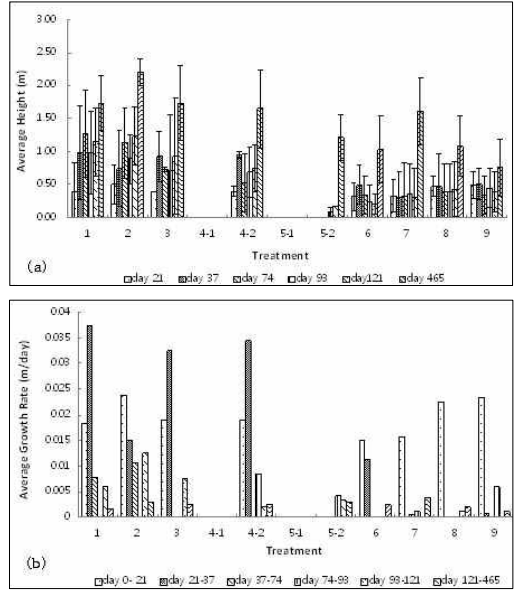 3.00
2.50
2.00
1.50
1.00
0.50
0.00
Average Height (m)
1 2 3 4-1 4-2 5-1 5-2 6 7 8 9
Treatment
(a)
day 21 day 37 day 74 day 93 day121 day 465
0.04
0.035
0.03
0.025
0.02
0.015
0.01
0.005
0
Average Growth Rate (m/day)
1 2 3 4-1 4-2 5-1 5-2 6 7 8 9
Treatment
(b)
day 0-21 day 21-37 day 37-74 day 74-93 day 93-121 day 121-465